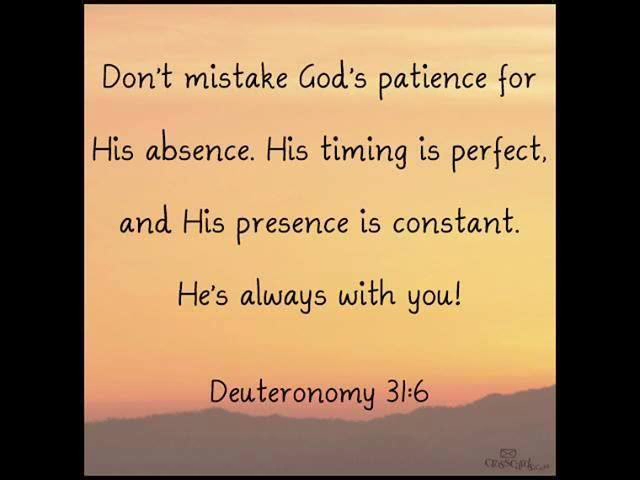 Don't mistake God's patience for
His absence. His timing is perfect,
and His presence is constant.
He's always with you!
Deuteronomy 31:6